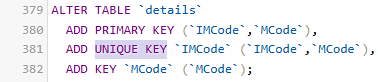 379 ALTER TABLE `details`
380 ADD PRIMARY KEY (`IMCode`,`MCode`),
381 ADD UNIQUE KEY `IMCode` (`IMCode`,`MCode`),
382 ADD KEY `MCode` (`MCode`);